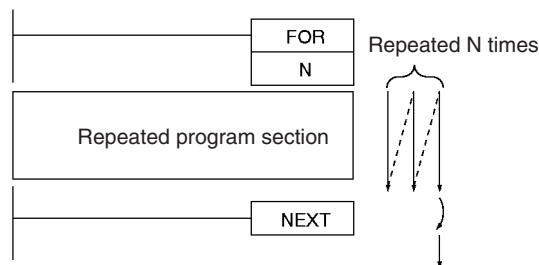 FOR
N
Repeated N times
Repeated program section
NEXT